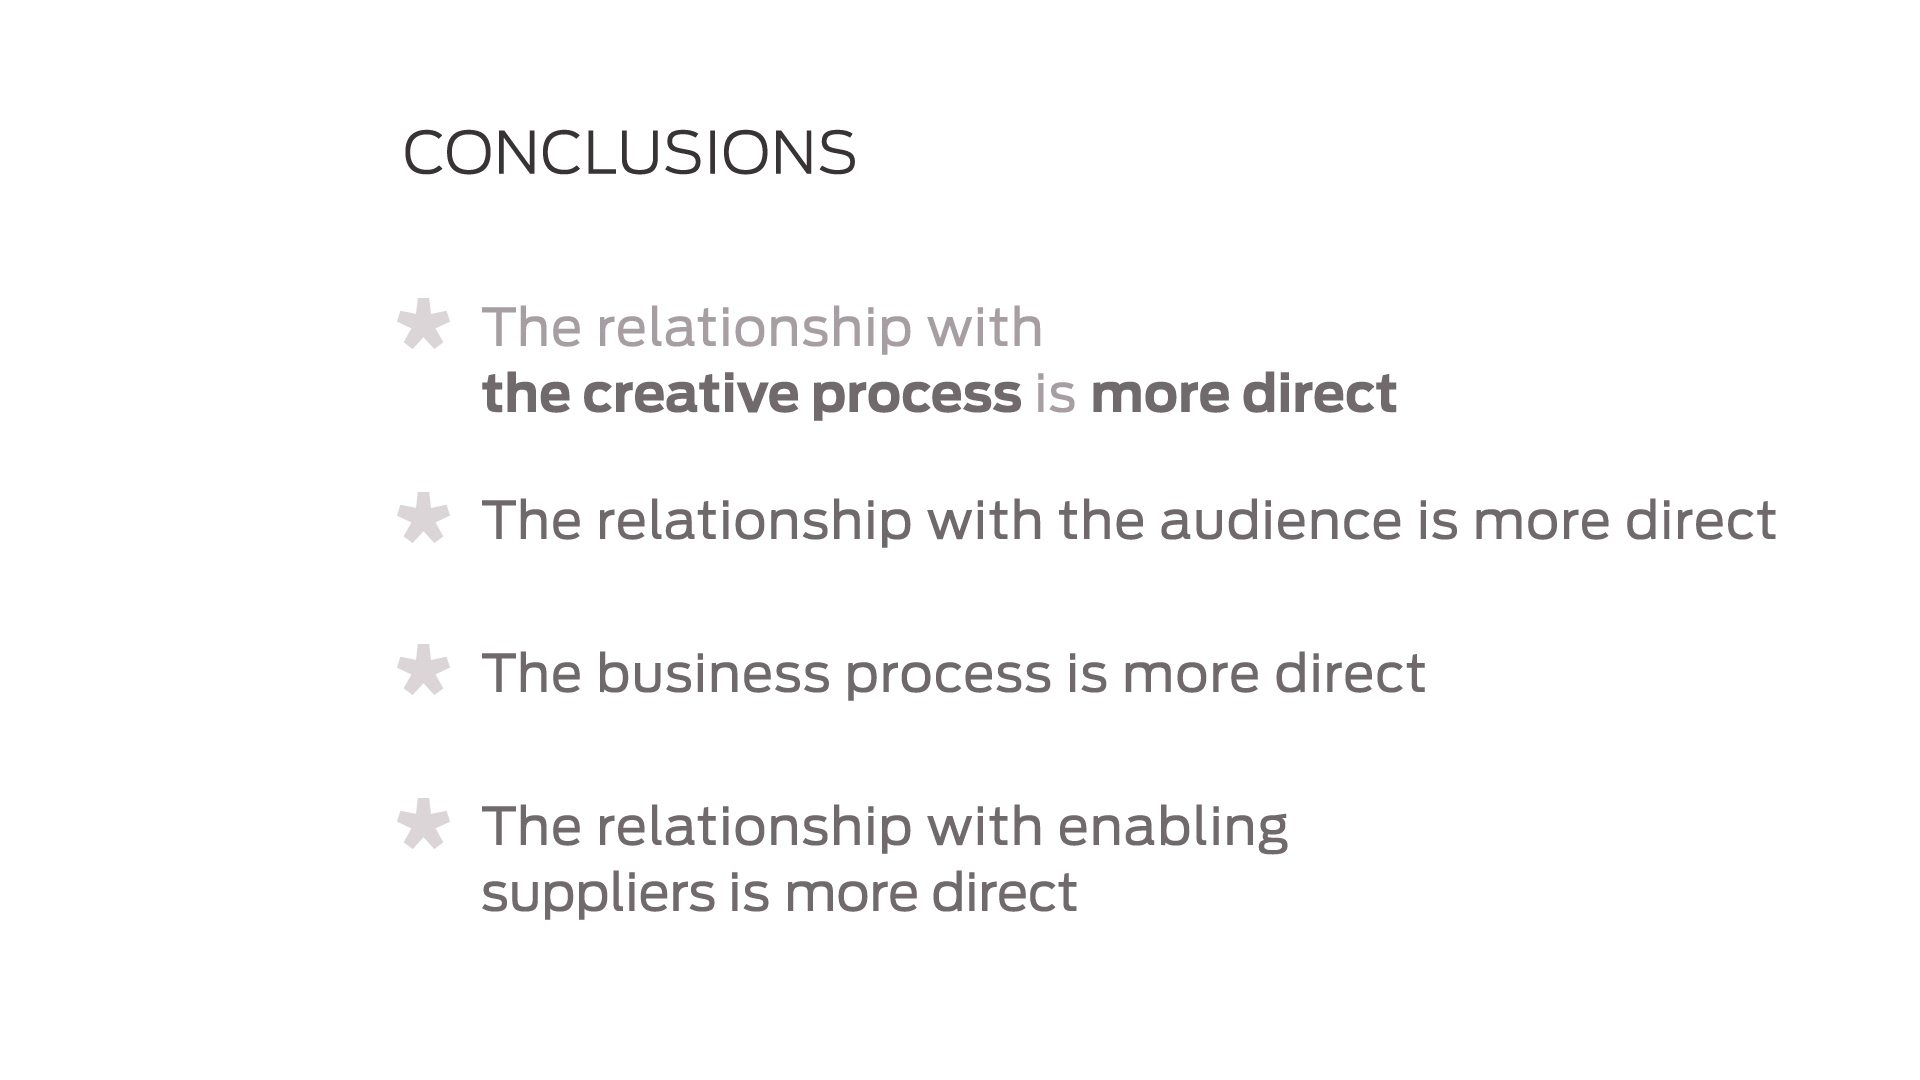 CONCLUSIONS
* The relationship with
the creative process is more direct
* The relationship with the audience is more direct
* The business process is more direct
* The relationship with enabling
suppliers is more direct